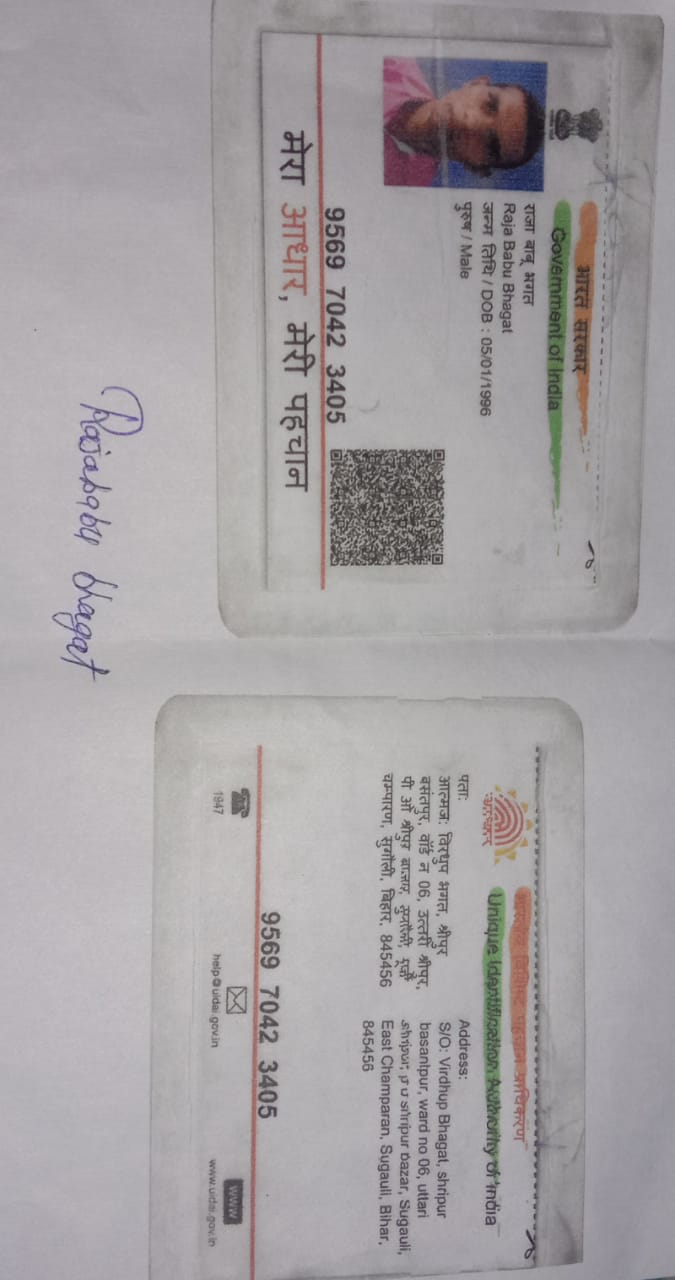 भारत सरकार
Government of India
राजा बाबू भगत
Raja Babu Bhagat
जन्म तिथि / DOB : 05/01/1996
पुरुष / Male
9569 7042 3405
मेरा आधार, मेरी पहचान
Rajababu bhagat
भारतीय विशिष्ट पहचान प्राधिकरण
Unique Identification Authority of India
आधार
पता:
आत्मज: विरधुप भगत, श्रीपुर
बसंतपुर, वॉर्ड न 06, उत्तरी श्रीपुर,
पी ओ श्रीपुर बाजार, सुगौली, पूर्वी
चम्पारण, सुगौली, बिहार, 845456
Address:
S/O: Virdhup Bhagat, shripur
basantpur, ward no 06, uttari
shripur, p o shripur bazar, Sugauli,
East Champaran, Sugauli, Bihar,
845456
9569 7042 3405
1947
help@uidai.gov.in
www
www.uidai.gov.in